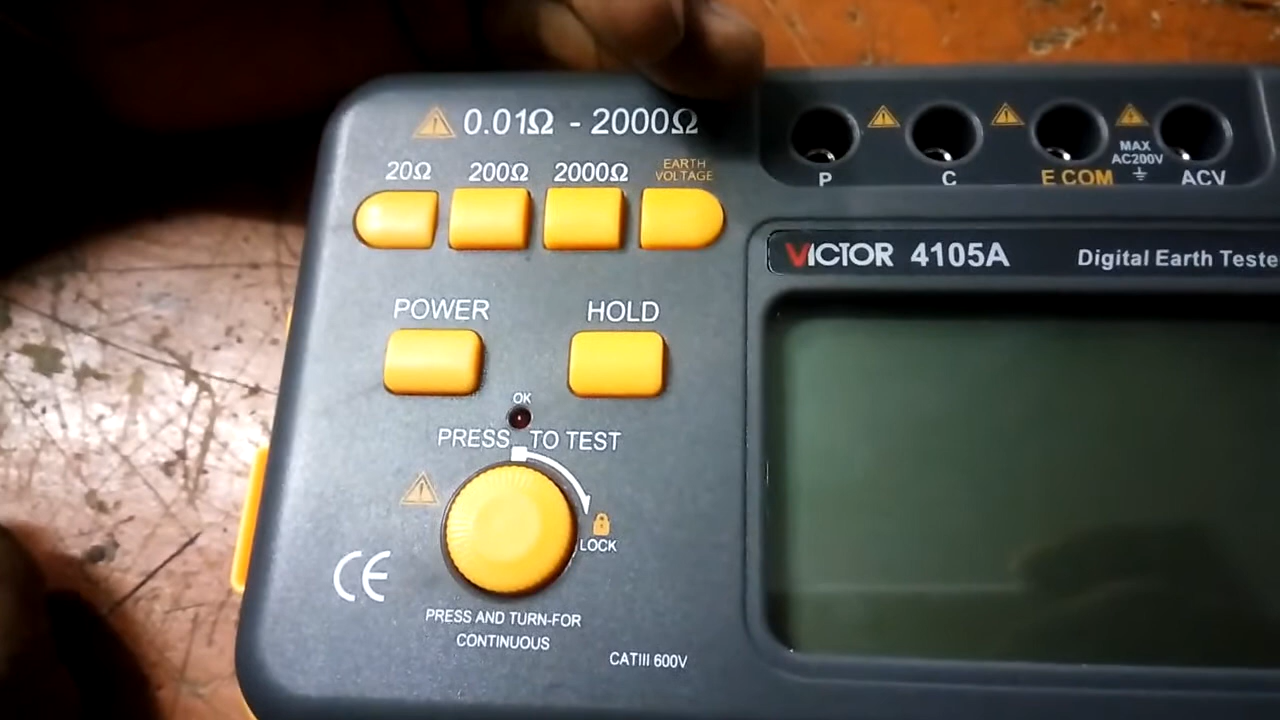 0.01Ω - 2000Ω
20Ω 200Ω 2000Ω EARTH VOLTAGE
P C E COM MAX AC200V ACV
VICTOR 4105A Digital Earth Teste
POWER HOLD
OK
PRESS TO TEST
LOCK
CE
PRESS AND TURN-FOR
CONTINUOUS
CATIII 600V